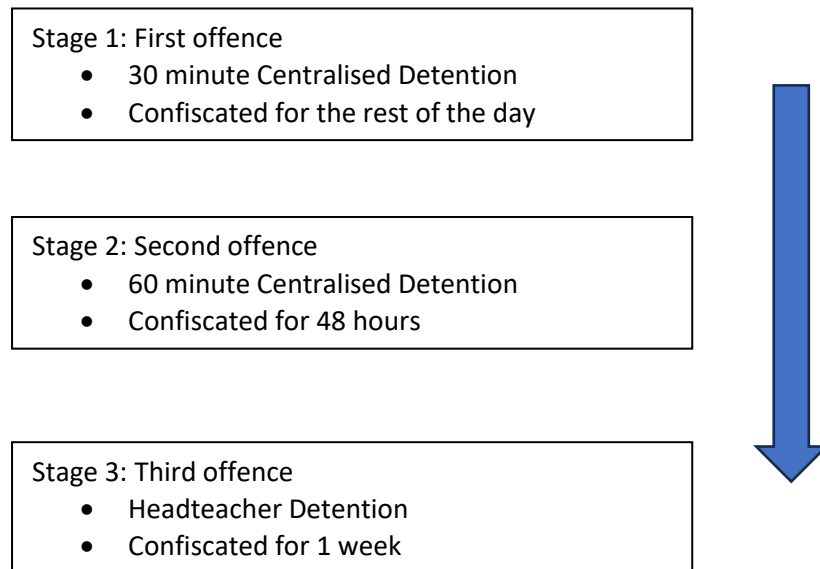 Stage 1: First offence
• 30 minute Centralised Detention
• Confiscated for the rest of the day
Stage 2: Second offence
• 60 minute Centralised Detention
• Confiscated for 48 hours
Stage 3: Third offence
• Headteacher Detention
• Confiscated for 1 week